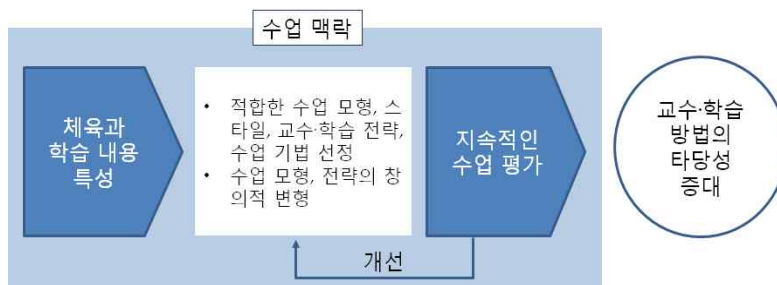 수업 맥락
체육과
학습 내용
특성
• 적합한 수업 모형, 스
타일, 교수·학습 전략,
수업 기법 선정
• 수업 모형, 전략의 창
의적 변형
지속적인
수업 평가
개선
교수·학습
방법의
타당성
증대